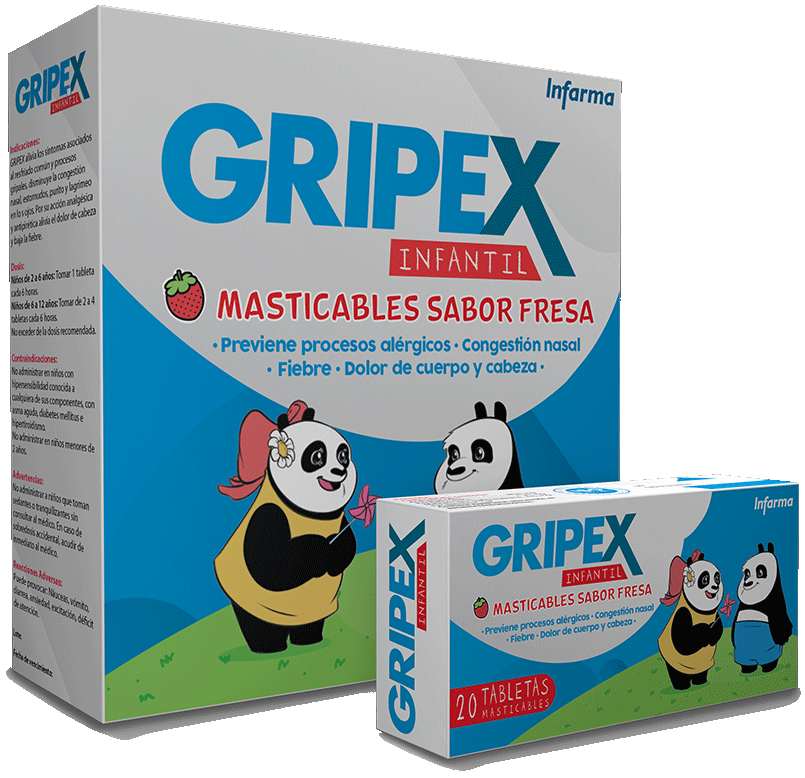 GRIPEX
INFANTIL
Indicaciones:
GRIPEX alivia los síntomas asociados
al resfriado común y procesos
gripales, disminuye la congestión
nasal, estornudos, purito y lagrimeo
en lo s ojos. Por su acción analgésica
y antipirética alivia el dolor de cabeza
y baja la fiebre.
Dosis:
Niños de 2 a 6 años: Tomar 1 tableta
cada 6 horas.
Niños de 6 a 12 años: Tomar de 2 a 4
tabletas cada 6 horas.
No exceder de la dosis recomendada.
Contraindicaciones:
No administrar en niños con
hipersensibilidad conocida a
cualquiera de sus componentes, con
asma aguda, diabetes mellitus e
hipertiroidismo.
No administrar en niños menores de
2 años.
Advertencias:
No administrar a niños que toman
sedantes o tranquilizantes sin
consultar al médico. En caso de
sobredosis accidental, acudir de
inmediato al médico.
Reacciones Adversas:
Puede provocar: Náuceas, vómito,
diarrea, ansiedad, excitación, déficit
de atención.
Lote:
Fecha de vencimiento:
Infarma
GRIPEX
INFANTIL
MASTICABLES SABOR FRESA
• Previene procesos alérgicos • Congestión nasal
• Fiebre • Dolor de cuerpo y cabeza •
GRIPEX
INFANTIL
Infarma
GRIPEX
INFANTIL
MASTICABLES SABOR FRESA
• Previene procesos alérgicos • Congestión nasal
• Fiebre • Dolor de cuerpo y cabeza •
20 TABLETAS
MASTICABLES